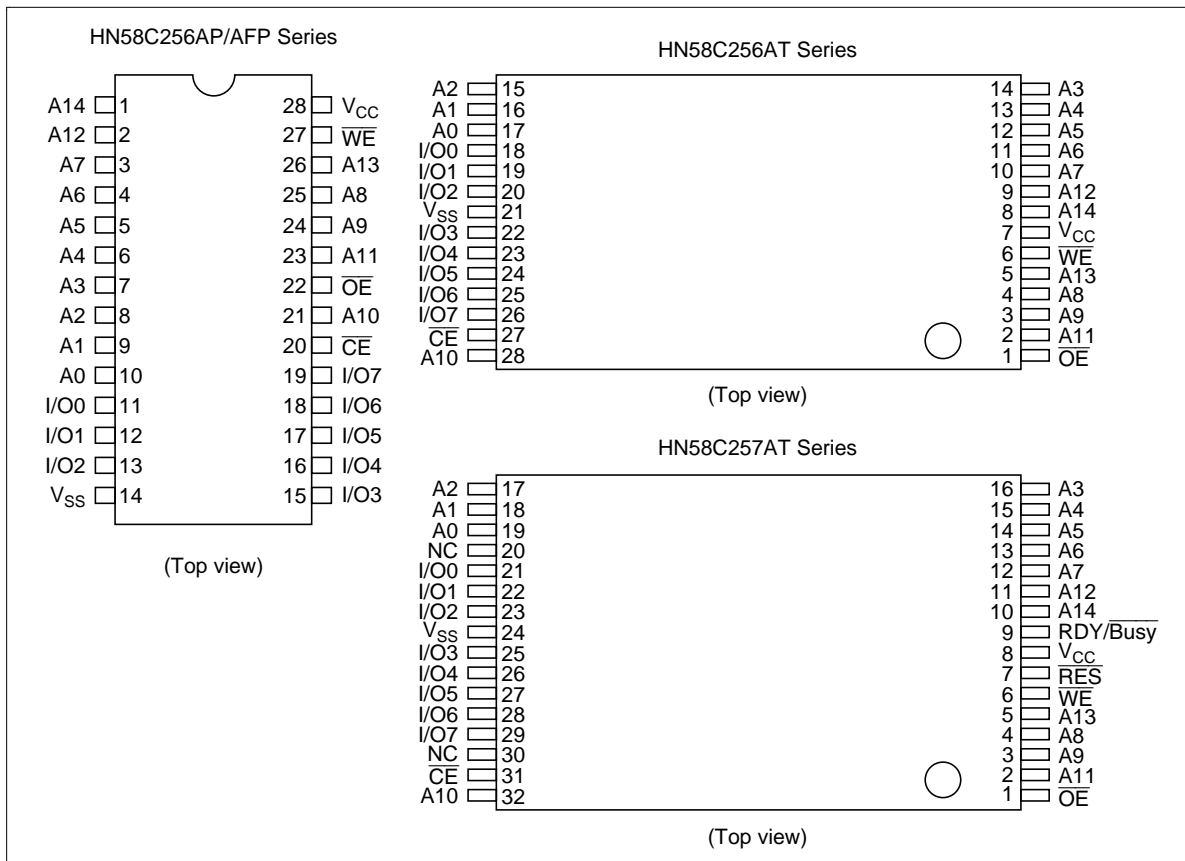 HN58C256AP/AFP Series
A14 1 28 VCC
A12 2 27 WE
A7 3 26 A13
A6 4 25 A8
A5 5 24 A9
A4 6 23 A11
A3 7 22 OE
A2 8 21 A10
A1 9 20 CE
A0 10 19 I/O7
I/O0 11 18 I/O6
I/O1 12 17 I/O5
I/O2 13 16 I/O4
VSS 14 15 I/O3
(Top view)
HN58C256AT Series
A2 15 14 A3
A1 16 13 A4
A0 17 12 A5
I/O0 18 11 A6
I/O1 19 10 A7
I/O2 20 9 A12
VSS 21 8 A14
I/O3 22 7 VCC
I/O4 23 6 WE
I/O5 24 5 A13
I/O6 25 4 A8
I/O7 26 3 A9
CE 27 2 A11
A10 28 1 OE
(Top view)
HN58C257AT Series
A2 17 16 A3
A1 18 15 A4
A0 19 14 A5
NC 20 13 A6
I/O0 21 12 A7
I/O1 22 11 A12
I/O2 23 10 A14
VSS 24 9 RDY/Busy
I/O3 25 8 VCC
I/O4 26 7 RES
I/O5 27 6 WE
I/O6 28 5 A13
I/O7 29 4 A8
NC 30 3 A9
CE 31 2 A11
A10 32 1 OE
(Top view)